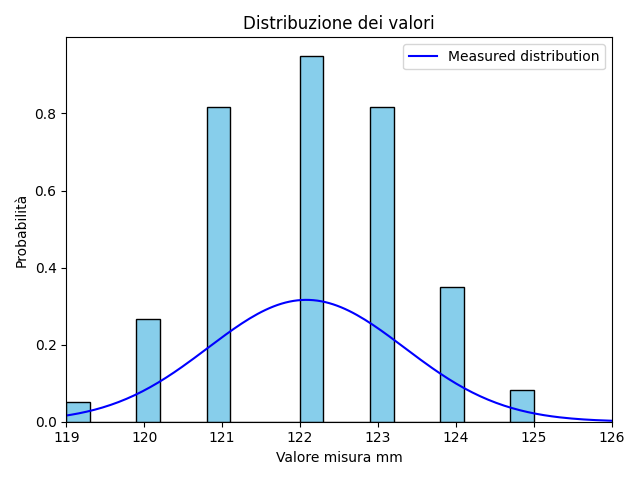 Distribuzione dei valori
Measured distribution
Probabilità
0.8
0.6
0.4
0.2
0.0
119 120 121 122 123 124 125 126
Valore misura mm